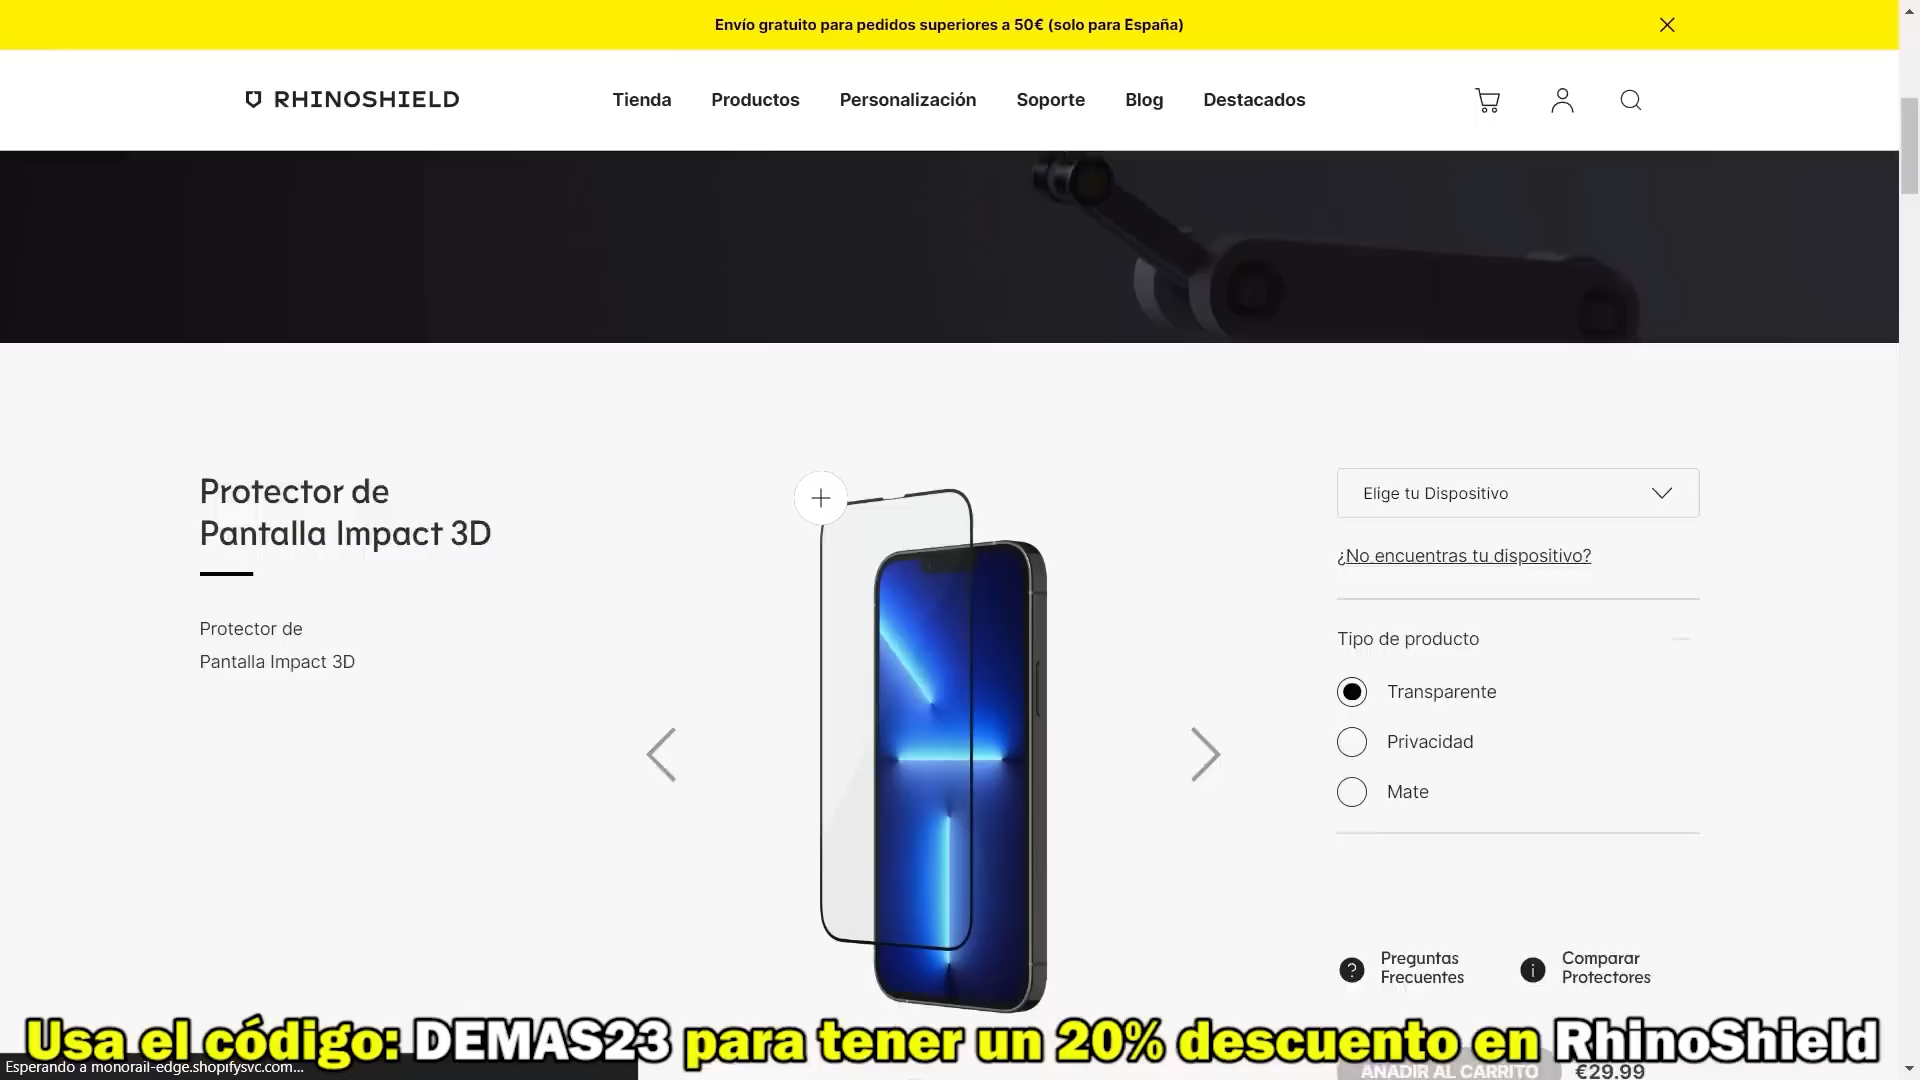 Envío gratuito para pedidos superiores a 50€ (solo para España)
RHINOSHIELD
Tienda
Productos
Personalización
Soporte
Blog
Destacados
Protector de
Pantalla Impact 3D
Protector de
Pantalla Impact 3D
Elige tu Dispositivo
¿No encuentras tu dispositivo?
Tipo de producto
Transparente
Privacidad
Mate
Preguntas
Frecuentes
Comparar
Protectores
Usa el código: DEMAS23 para tener un 20% descuento en RhinoShield
Esperando a monorail-edge.shopifysvc.com...
AÑADIR AL CARRITO
€29.99